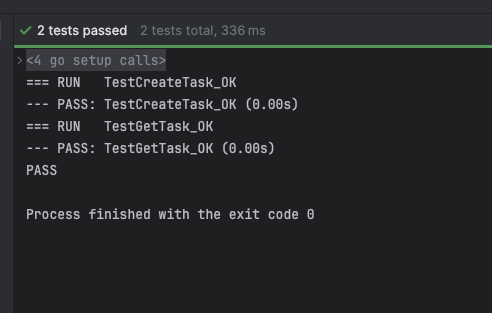 2 tests passed 2 tests total, 336 ms
<4 go setup calls>
=== RUN   TestCreateTask_OK
--- PASS: TestCreateTask_OK (0.00s)
=== RUN   TestGetTask_OK
--- PASS: TestGetTask_OK (0.00s)
PASS
Process finished with the exit code 0